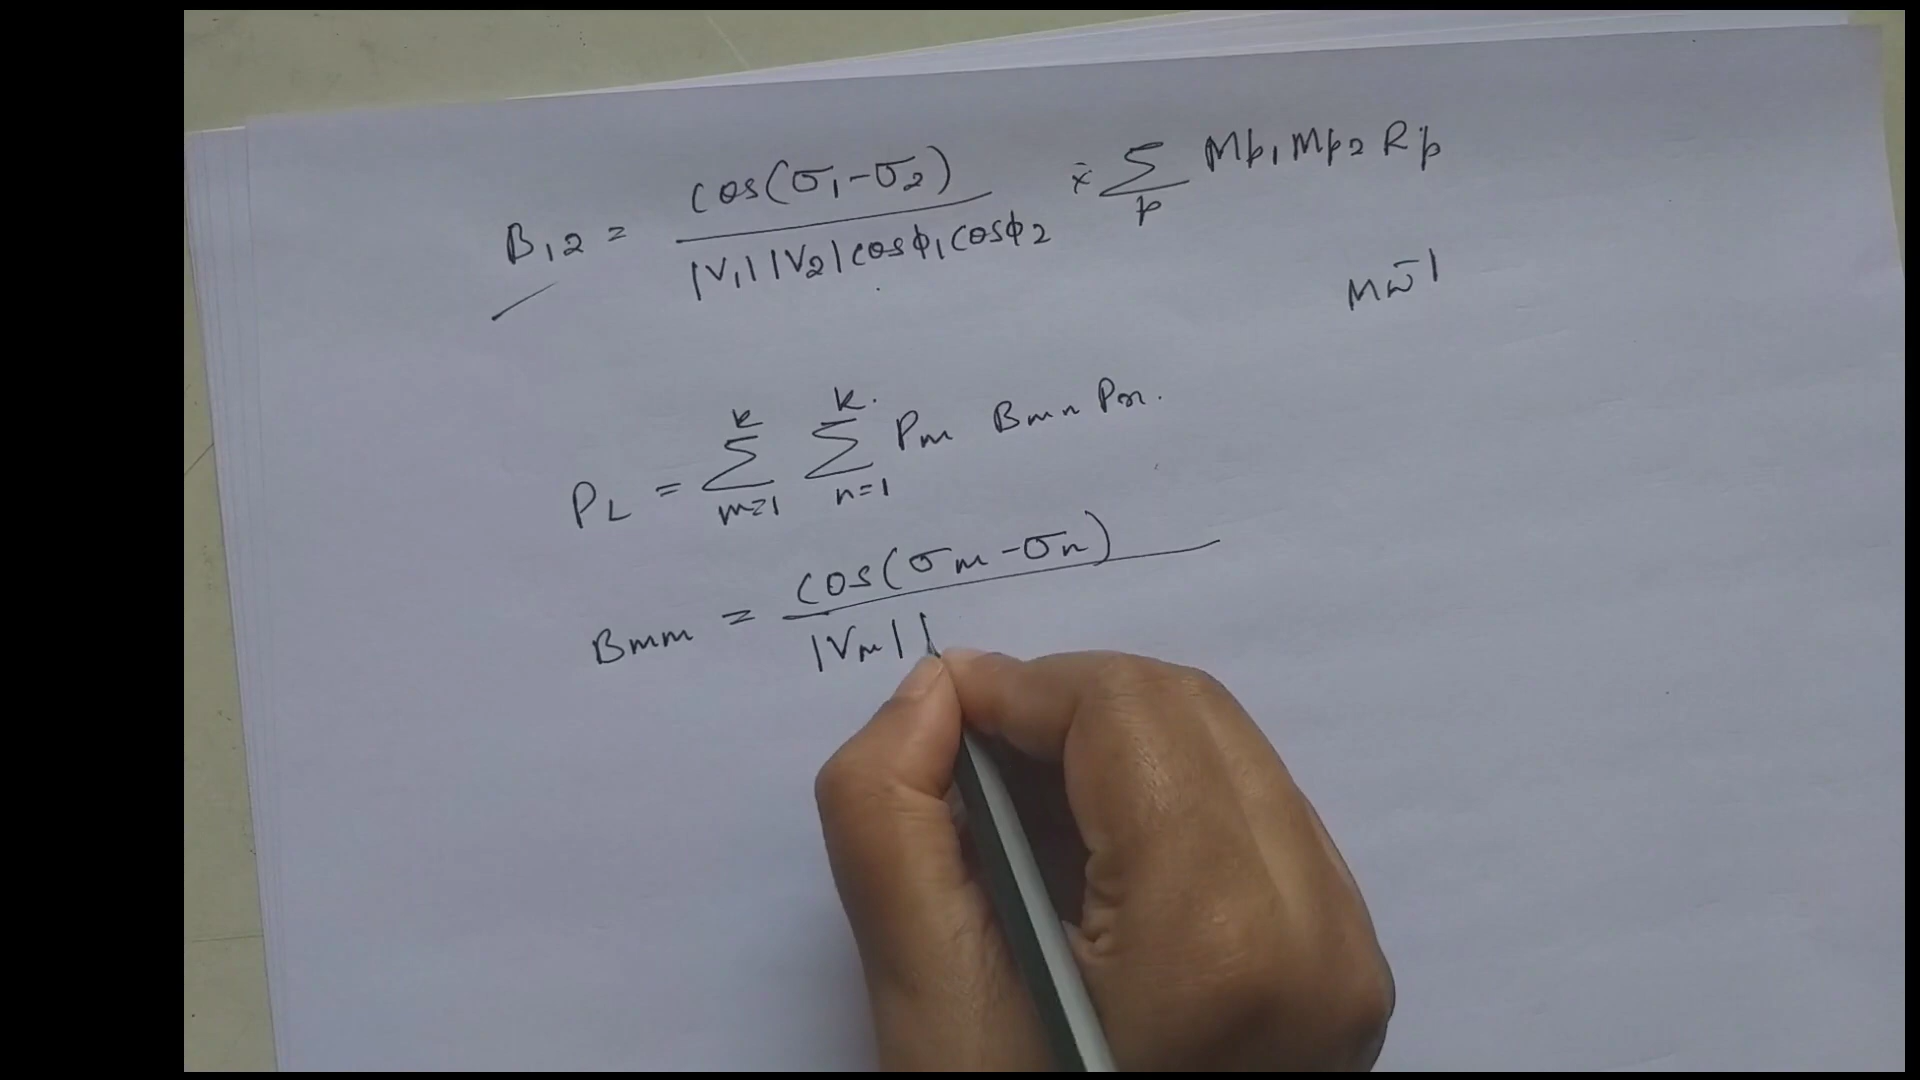 B12 = cos(σ1-σ2) / |V1| |V2| cosϕ1 cosϕ2 × Σp Mp1 Mp2 Rp
MW-1
PL = Σ(m=1 to k) Σ(n=1 to k) Pm Bmn Pn.
Bmn = cos(σm-σn) / |Vm| |